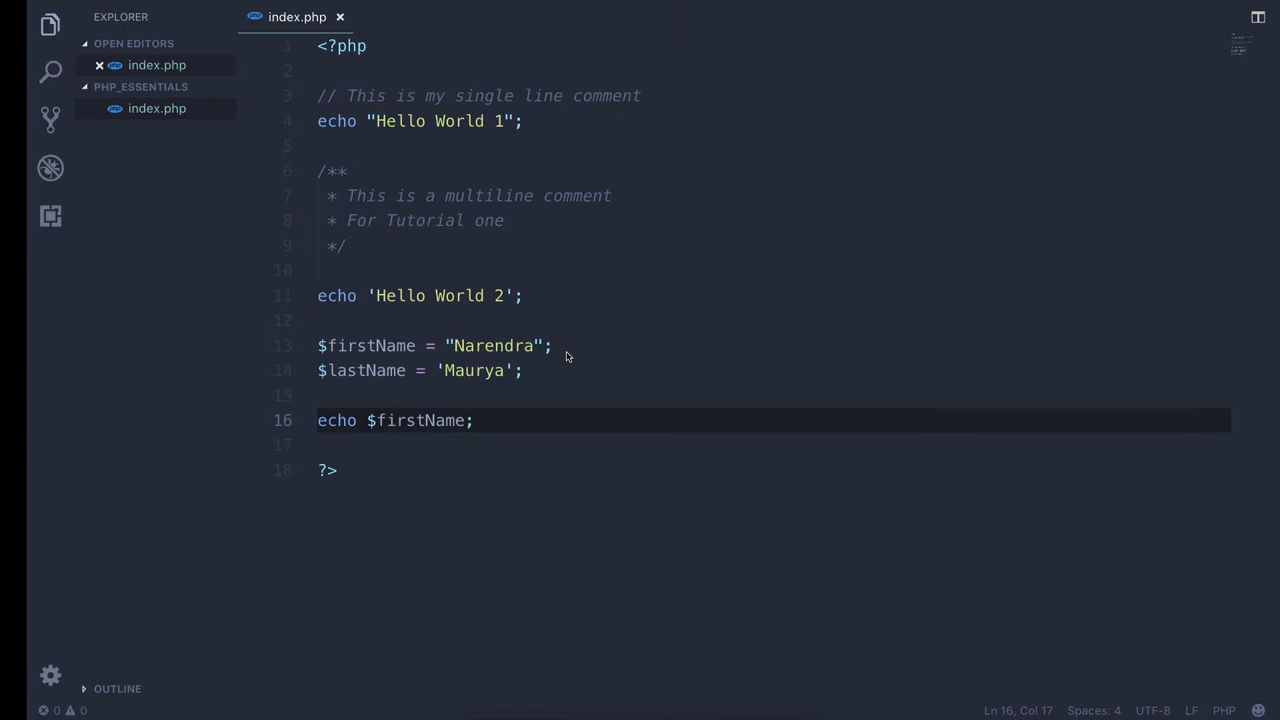 EXPLORER
OPEN EDITORS
index.php
PHP_ESSENTIALS
index.php
OUTLINE
index.php
1 <?php
2
3 // This is my single line comment
4 echo "Hello World 1";
5
6 /**
7  * This is a multiline comment
8  * For Tutorial one
9  */
10
11 echo 'Hello World 2';
12
13 $firstName = "Narendra";
14 $lastName = 'Maurya';
15
16 echo $firstName;
17
18 ?>
0 0
Ln 16, Col 17 Spaces: 4 UTF-8 LF PHP